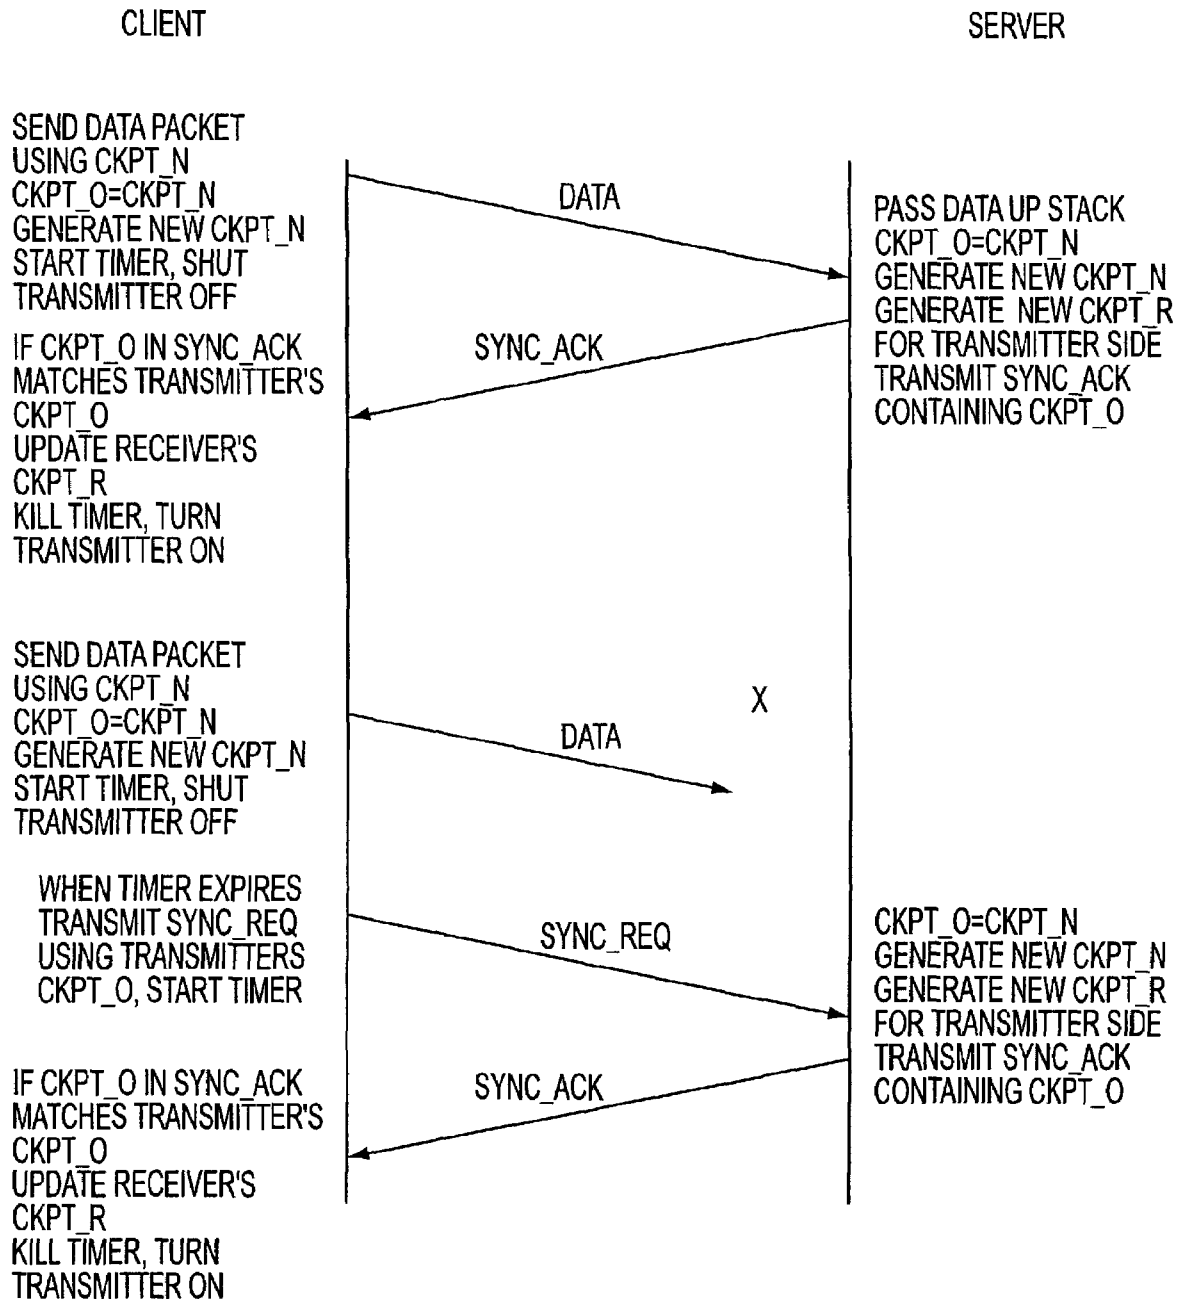 CLIENT
SERVER
SEND DATA PACKET
USING CKPT_N
CKPT_O=CKPT_N
GENERATE NEW CKPT_N
START TIMER, SHUT
TRANSMITTER OFF
DATA
PASS DATA UP STACK
CKPT_O=CKPT_N
GENERATE NEW CKPT_N
GENERATE NEW CKPT_R
FOR TRANSMITTER SIDE
TRANSMIT SYNC_ACK
CONTAINING CKPT_O
SYNC_ACK
IF CKPT_O IN SYNC_ACK
MATCHES TRANSMITTER'S
CKPT_O
UPDATE RECEIVER'S
CKPT_R
KILL TIMER, TURN
TRANSMITTER ON
SEND DATA PACKET
USING CKPT_N
CKPT_O=CKPT_N
GENERATE NEW CKPT_N
START TIMER, SHUT
TRANSMITTER OFF
DATA
X
WHEN TIMER EXPIRES
TRANSMIT SYNC_REQ
USING TRANSMITTERS
CKPT_O, START TIMER
SYNC_REQ
CKPT_O=CKPT_N
GENERATE NEW CKPT_N
GENERATE NEW CKPT_R
FOR TRANSMITTER SIDE
TRANSMIT SYNC_ACK
CONTAINING CKPT_O
SYNC_ACK
IF CKPT_O IN SYNC_ACK
MATCHES TRANSMITTER'S
CKPT_O
UPDATE RECEIVER'S
CKPT_R
KILL TIMER, TURN
TRANSMITTER ON